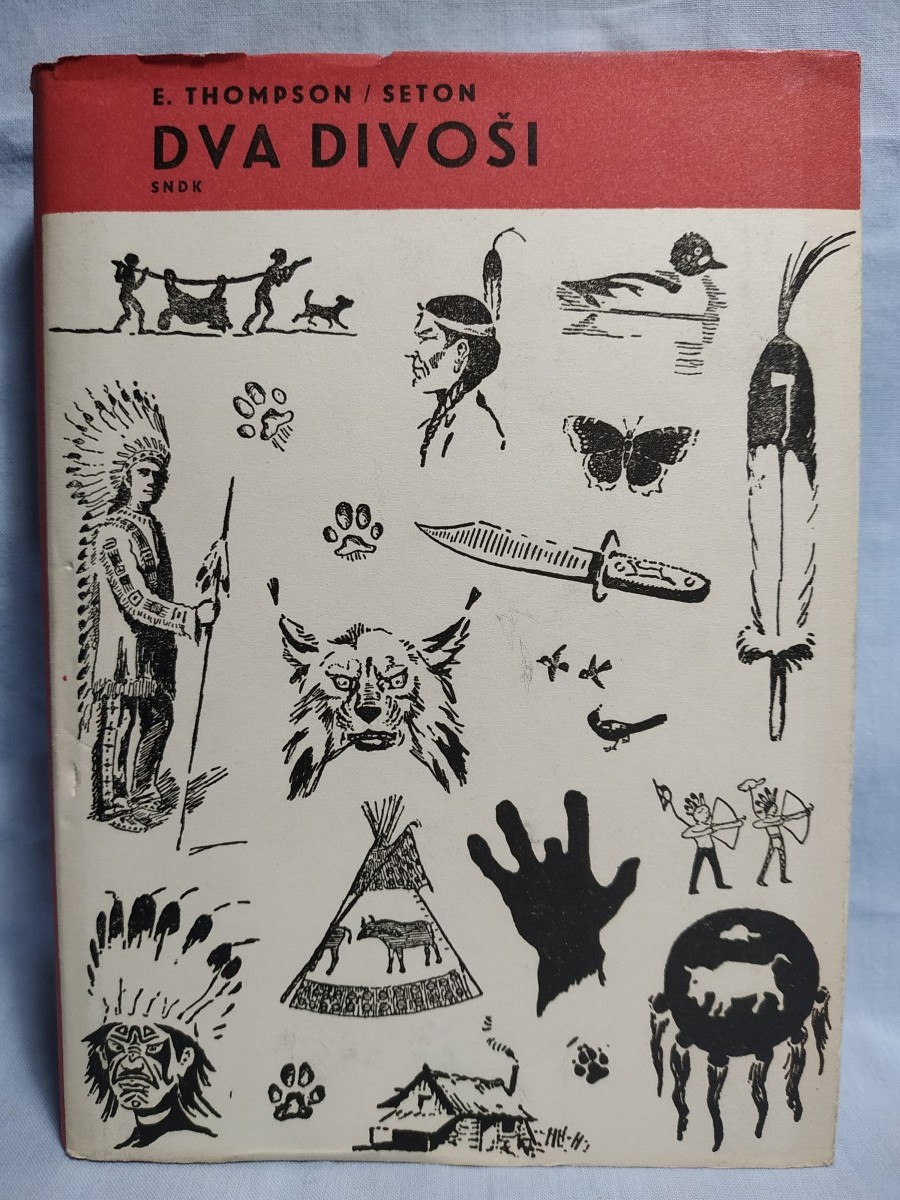 E. THOMPSON / SETON
DVA DIVOŠI
SNDK